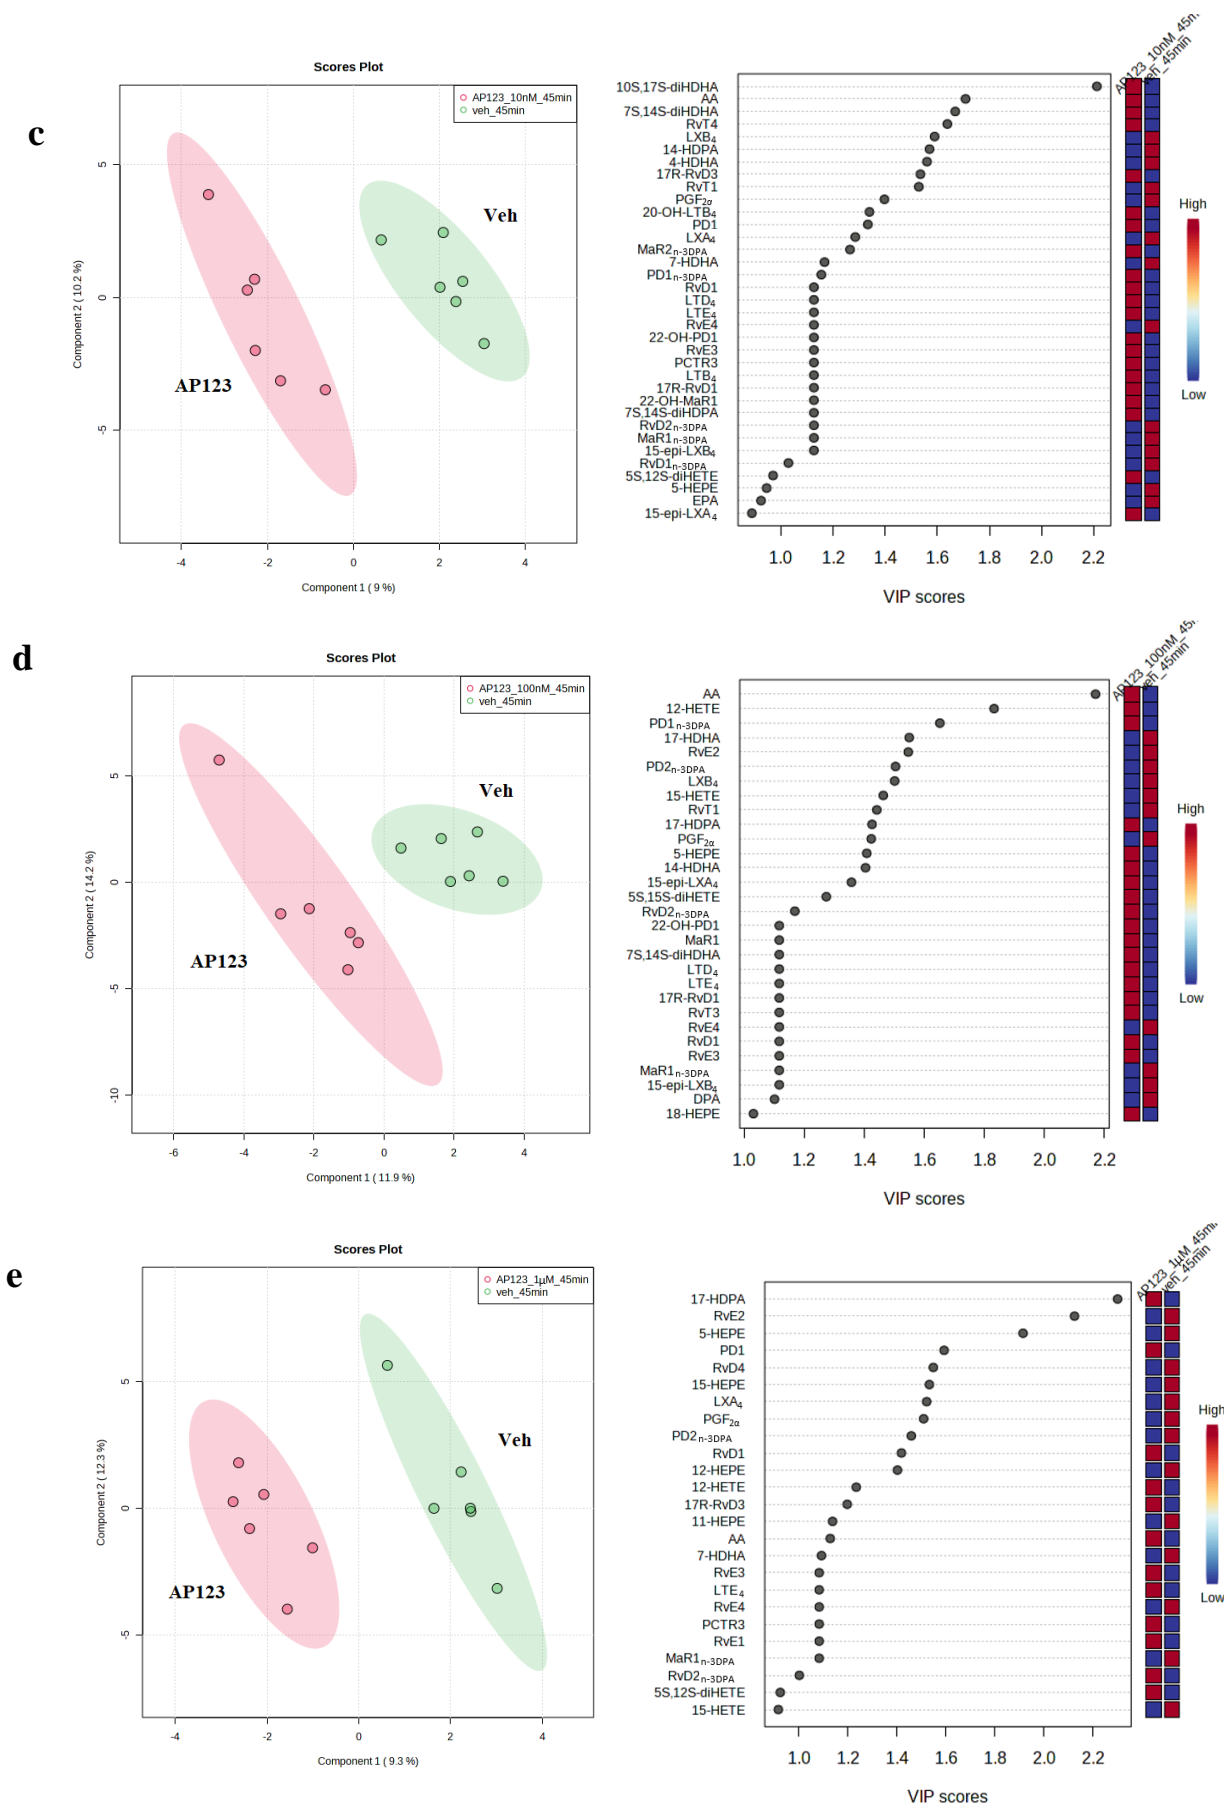 c
Scores Plot
AP123_10nM_45min
veh_45min
Veh
AP123
5
0
-5
Component 2 ( 10.2 %)
-4
-2
0
2
4
Component 1 ( 9 %)
AP123_10nM_45m
veh_45min
10S,17S-diHDHA
AA
7S,14S-diHDHA
RvT4
LXB4
14-HDPA
4-HDHA
17R-RvD3
RvT1
PGF2α
20-OH-LTB4
PD1
LXA4
MaR2n-3DPA
7-HDHA
PD1n-3DPA
RvD1
LTD4
LTE4
RvE4
22-OH-PD1
RvE3
PCTR3
LTB4
17R-RvD1
22-OH-MaR1
7S,14S-diHDPA
RvD2n-3DPA
MaR1n-3DPA
15-epi-LXB4
RvD1n-3DPA
5S,12S-diHETE
5-HEPE
EPA
15-epi-LXA4
1.0 1.2 1.4 1.6 1.8 2.0 2.2
VIP scores
High
Low
d
Scores Plot
AP123_100nM_45min
veh_45min
Veh
AP123
5
0
-5
-10
Component 2 ( 14.2 %)
-6 -4 -2 0 2 4
Component 1 ( 11.9 %)
AP123_100nM_45
veh_45min
AA
12-HETE
PD1n-3DPA
17-HDHA
RvE2
PD2n-3DPA
LXB4
15-HETE
RvT1
17-HDPA
PGF2α
5-HEPE
14-HDHA
15-epi-LXA4
5S,15S-diHETE
RvD2n-3DPA
22-OH-PD1
MaR1
7S,14S-diHDHA
LTD4
LTE4
17R-RvD1
RvT3
RvE4
RvD1
RvE3
MaR1n-3DPA
15-epi-LXB4
DPA
18-HEPE
1.0 1.2 1.4 1.6 1.8 2.0 2.2
VIP scores
High
Low
e
Scores Plot
AP123_1μM_45min
veh_45min
Veh
AP123
5
0
-5
Component 2 ( 12.3 %)
-4 -2 0 2 4
Component 1 ( 9.3 %)
AP123_1μM_45min
veh_45min
17-HDPA
RvE2
5-HEPE
PD1
RvD4
15-HEPE
LXA4
PGF2α
PD2n-3DPA
RvD1
12-HEPE
12-HETE
17R-RvD3
11-HEPE
AA
7-HDHA
RvE3
LTE4
RvE4
PCTR3
RvE1
MaR1n-3DPA
RvD2n-3DPA
5S,12S-diHETE
15-HETE
1.0 1.2 1.4 1.6 1.8 2.0 2.2
VIP scores
High
Low